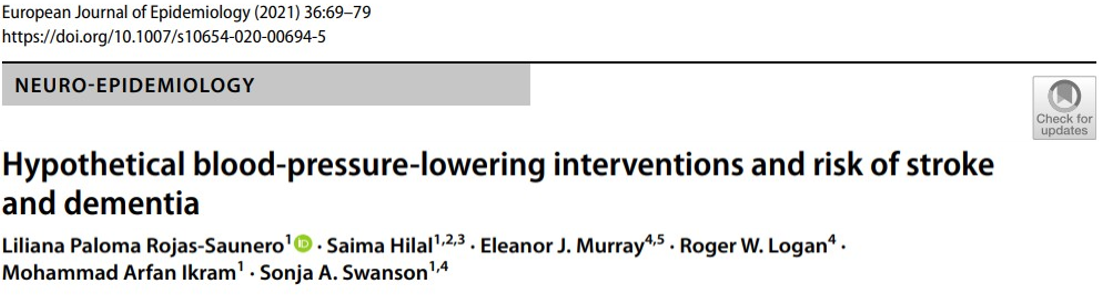 European Journal of Epidemiology (2021) 36:69–79
https://doi.org/10.1007/s10654-020-00694-5
NEURO-EPIDEMIOLOGY
Check for
updates
Hypothetical blood-pressure-lowering interventions and risk of stroke
and dementia
Liliana Paloma Rojas-Saunero¹ iD · Saima Hilal¹,²,³ · Eleanor J. Murray⁴,⁵ · Roger W. Logan⁴ ·
Mohammad Arfan Ikram¹ · Sonja A. Swanson¹,⁴